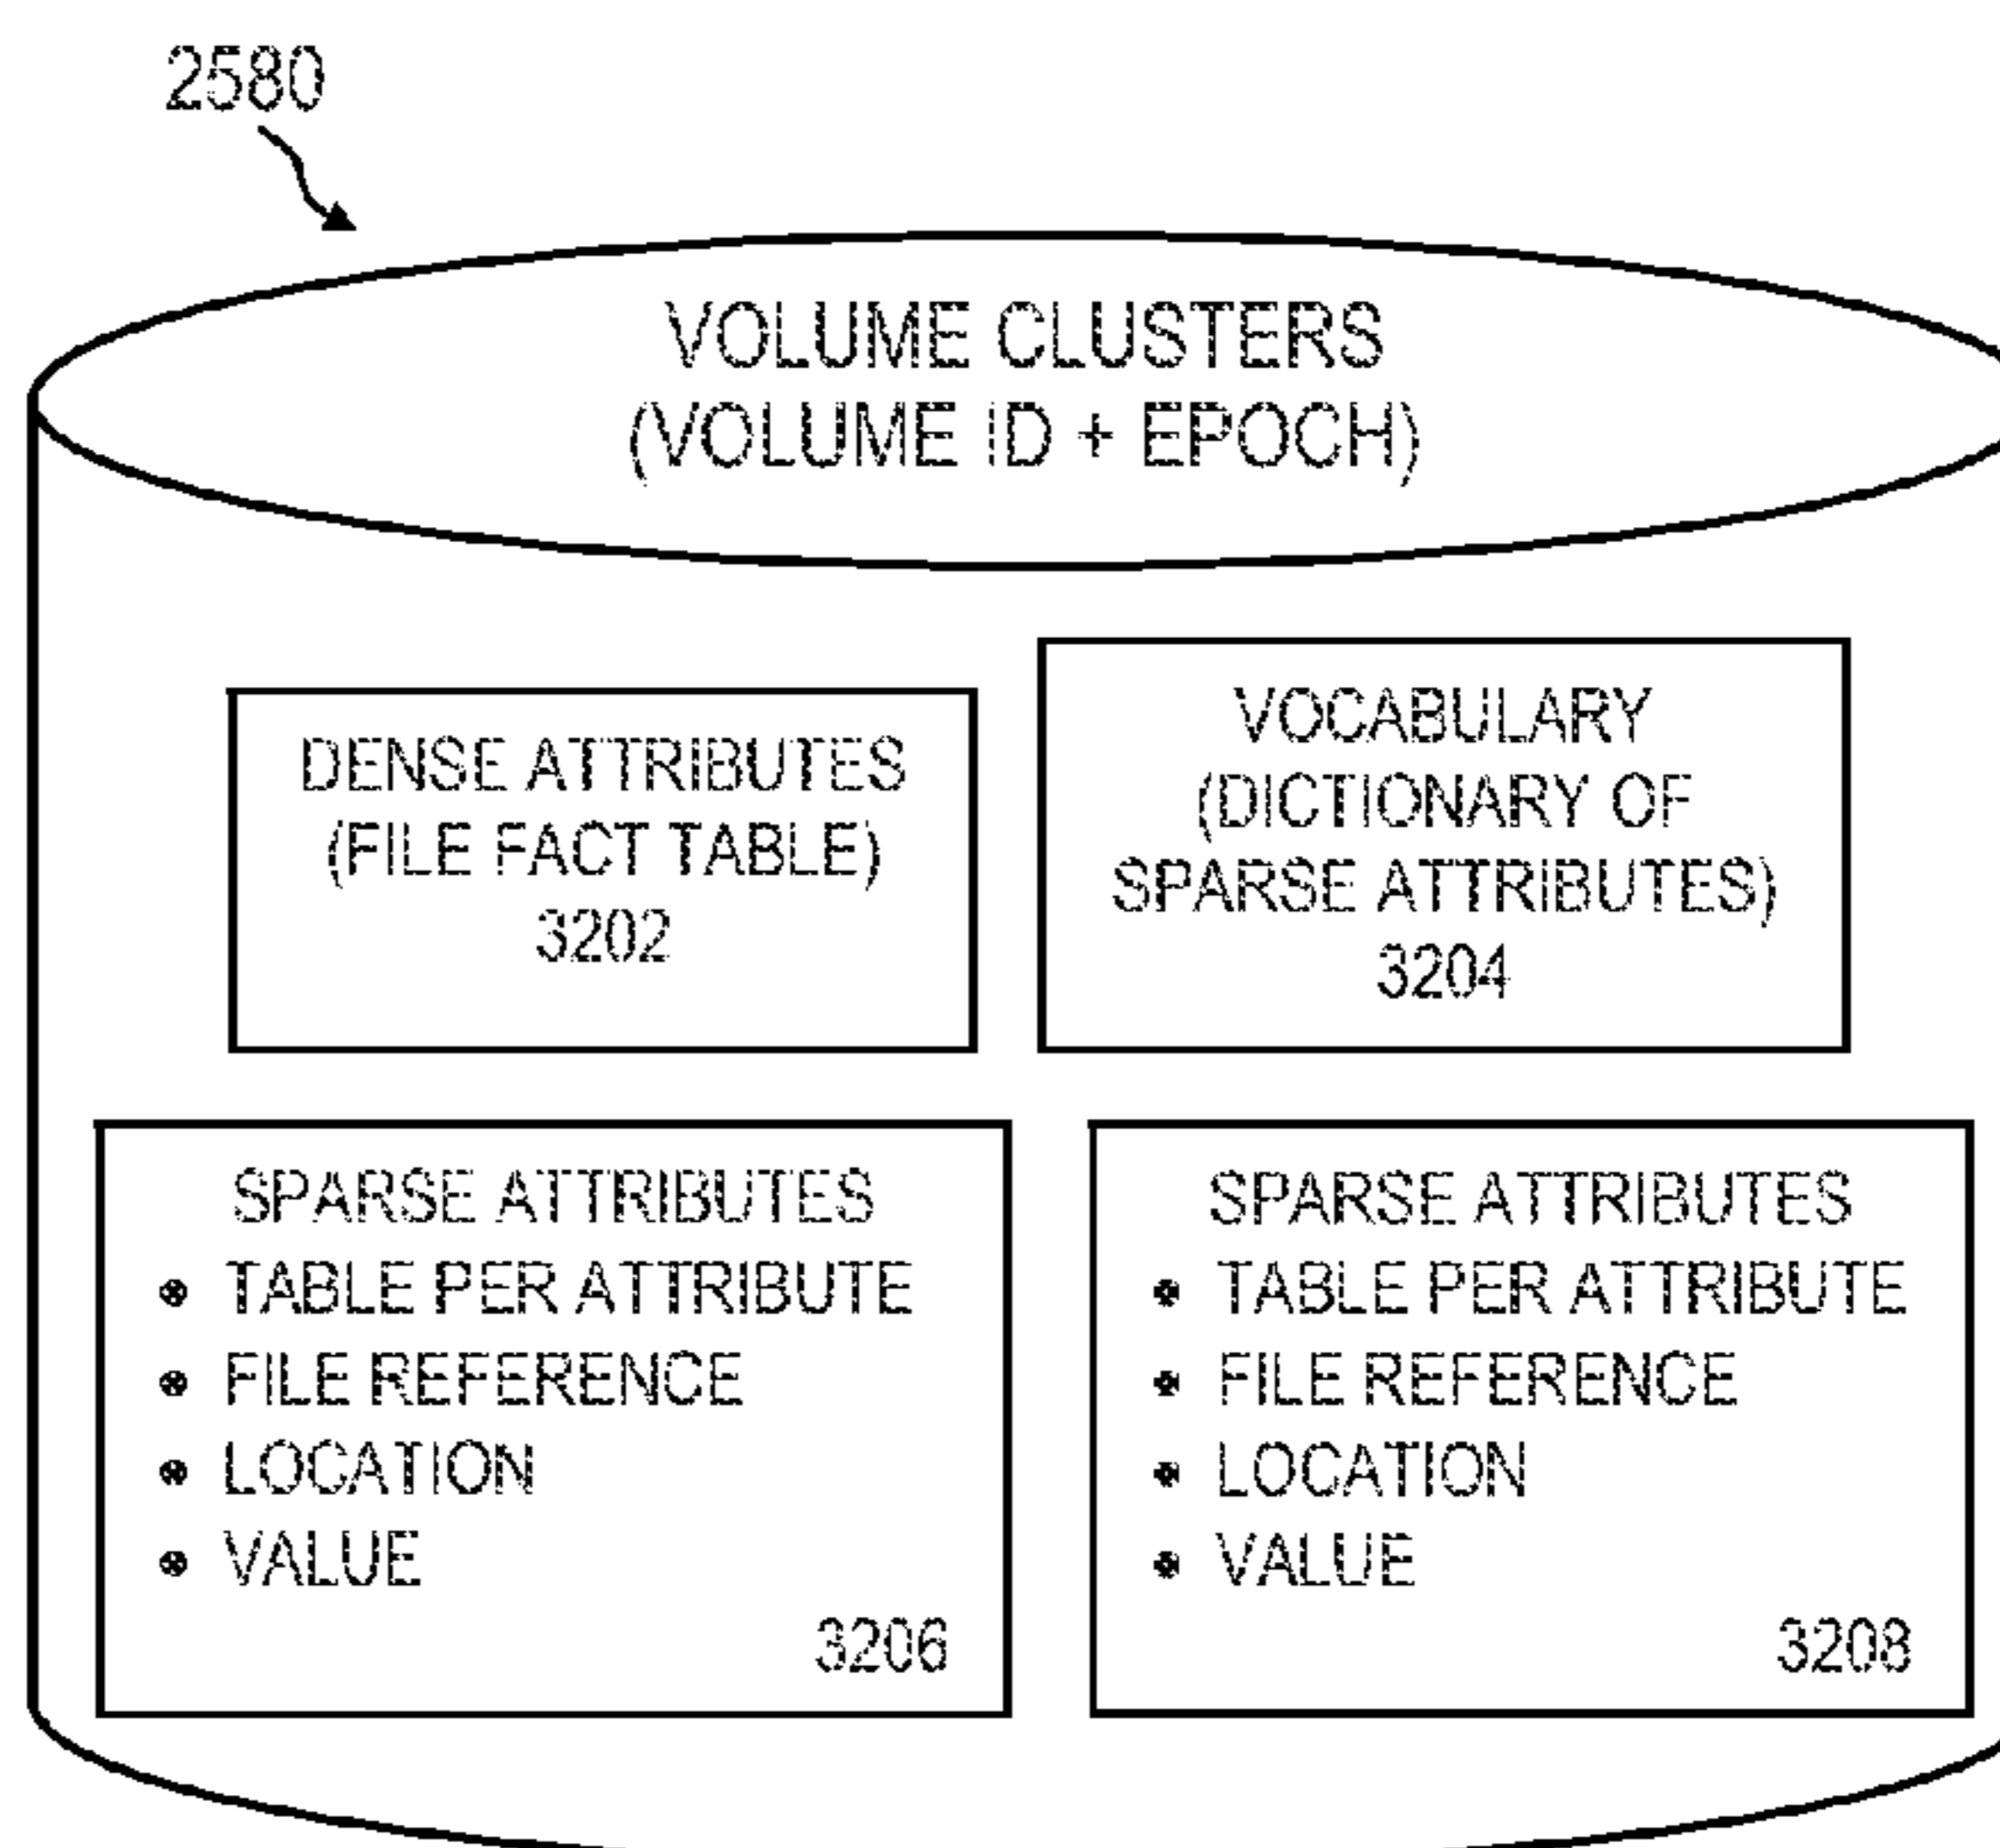 2580
VOLUME CLUSTERS
(VOLUME ID + EPOCH)
DENSE ATTRIBUTES
(FILE FACT TABLE)
3202
VOCABULARY
(DICTIONARY OF
SPARSE ATTRIBUTES)
3204
SPARSE ATTRIBUTES
• TABLE PER ATTRIBUTE
• FILE REFERENCE
• LOCATION
• VALUE
3206
SPARSE ATTRIBUTES
• TABLE PER ATTRIBUTE
• FILE REFERENCE
• LOCATION
• VALUE
3208